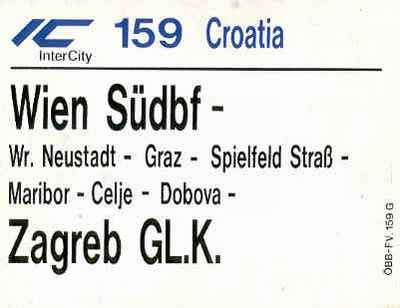 IC 159 Croatia
InterCity
Wien Südbf -
Wr. Neustadt - Graz - Spielfeld Straß -
Maribor - Celje - Dobova -
Zagreb GL.K.
ÖBB-FV. 159 G